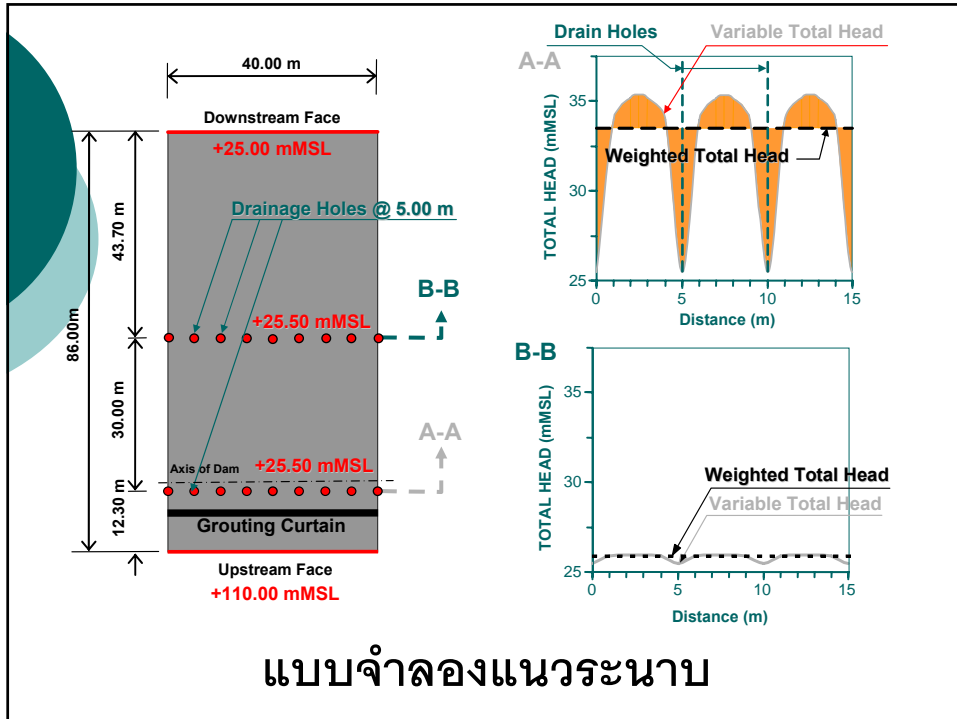 40.00 m
Downstream Face
+25.00 mMSL
Drainage Holes @ 5.00 m
43.70 m
86.00m
30.00 m
12.30 m
+25.50 mMSL
B-B
Axis of Dam
+25.50 mMSL
A-A
Grouting Curtain
Upstream Face
+110.00 mMSL
Drain Holes
Variable Total Head
A-A
TOTAL HEAD (mMSL)
35
30
25
Weighted Total Head
0 5 10 15
Distance (m)
B-B
TOTAL HEAD (mMSL)
35
30
25
Weighted Total Head
Variable Total Head
0 5 10 15
Distance (m)
แบบจำลองแนวระนาบ